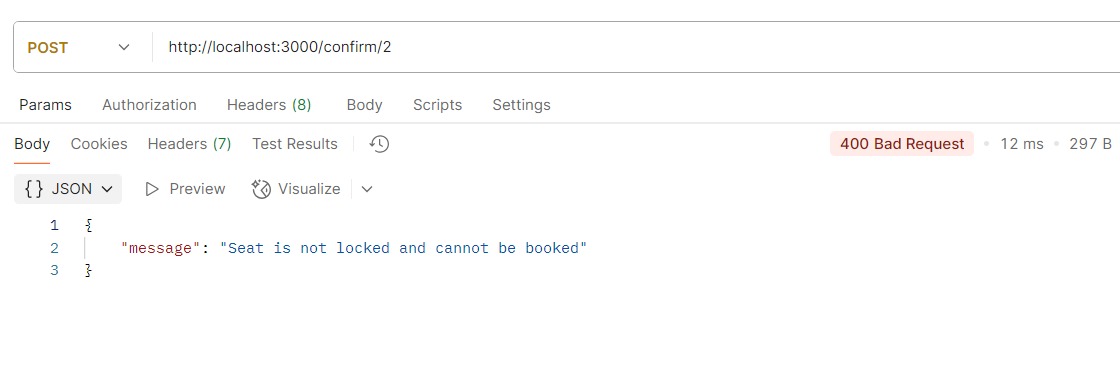 POST http://localhost:3000/confirm/2
Params Authorization Headers (8) Body Scripts Settings
Body Cookies Headers (7) Test Results 400 Bad Request • 12 ms • 297 B
{} JSON Preview Visualize
1 {
2 "message": "Seat is not locked and cannot be booked"
3 }